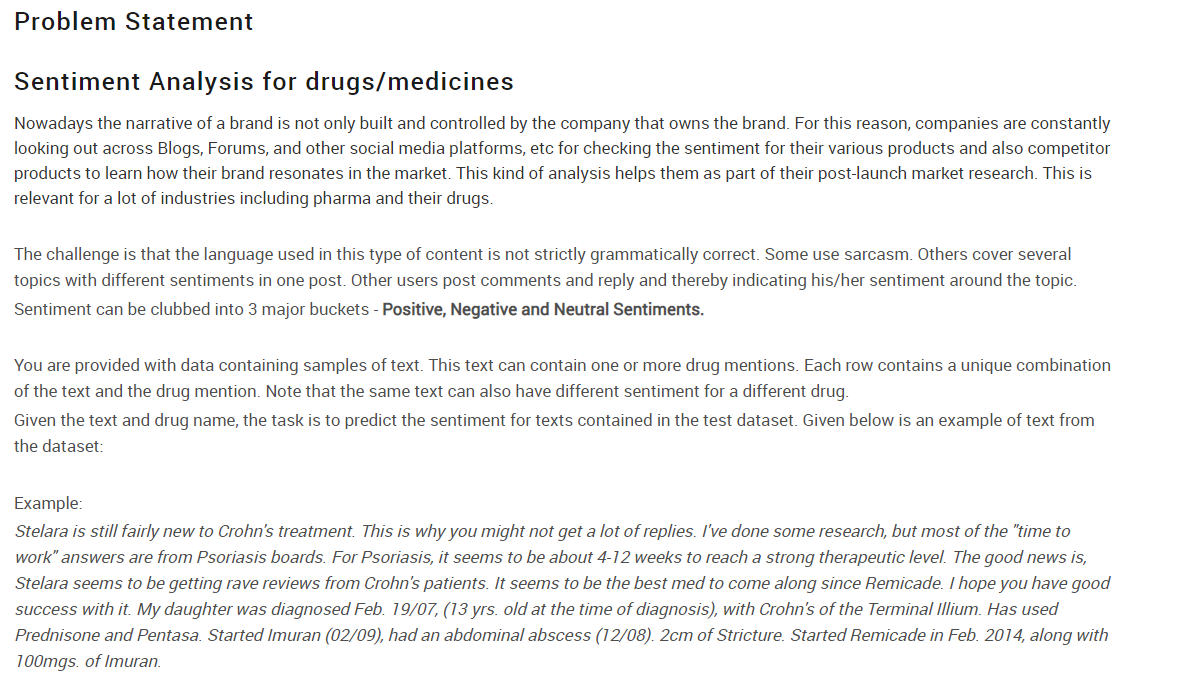 Problem Statement
Sentiment Analysis for drugs/medicines
Nowadays the narrative of a brand is not only built and controlled by the company that owns the brand. For this reason, companies are constantly
looking out across Blogs, Forums, and other social media platforms, etc for checking the sentiment for their various products and also competitor
products to learn how their brand resonates in the market. This kind of analysis helps them as part of their post-launch market research. This is
relevant for a lot of industries including pharma and their drugs.
The challenge is that the language used in this type of content is not strictly grammatically correct. Some use sarcasm. Others cover several
topics with different sentiments in one post. Other users post comments and reply and thereby indicating his/her sentiment around the topic.
Sentiment can be clubbed into 3 major buckets - Positive, Negative and Neutral Sentiments.
You are provided with data containing samples of text. This text can contain one or more drug mentions. Each row contains a unique combination
of the text and the drug mention. Note that the same text can also have different sentiment for a different drug.
Given the text and drug name, the task is to predict the sentiment for texts contained in the test dataset. Given below is an example of text from
the dataset:
Example:
Stelara is still fairly new to Crohn's treatment. This is why you might not get a lot of replies. I've done some research, but most of the "time to
work" answers are from Psoriasis boards. For Psoriasis, it seems to be about 4-12 weeks to reach a strong therapeutic level. The good news is,
Stelara seems to be getting rave reviews from Crohn's patients. It seems to be the best med to come along since Remicade. I hope you have good
success with it. My daughter was diagnosed Feb. 19/07, (13 yrs. old at the time of diagnosis), with Crohn's of the Terminal Illium. Has used
Prednisone and Pentasa. Started Imuran (02/09), had an abdominal abscess (12/08). 2cm of Stricture. Started Remicade in Feb. 2014, along with
100mgs. of Imuran.